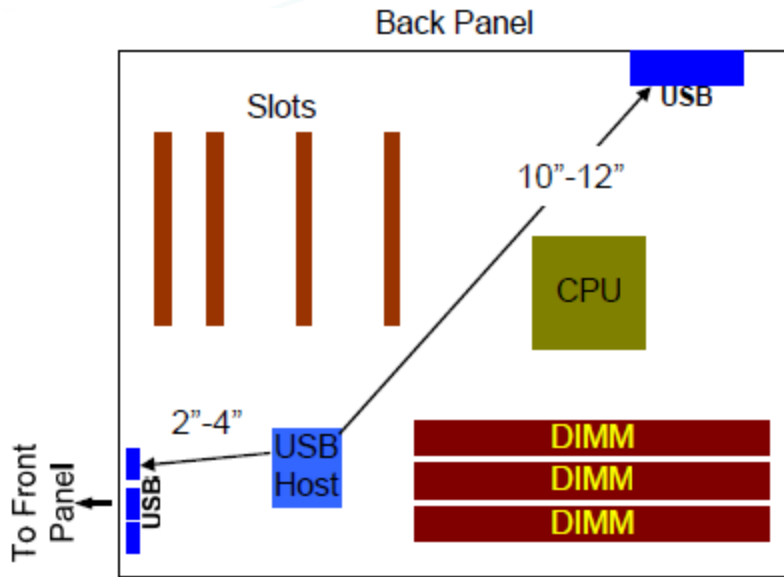 Back Panel
USB
Slots
10”-12”
CPU
2”-4”
USB
Host
DIMM
DIMM
DIMM
USB
To Front
Panel